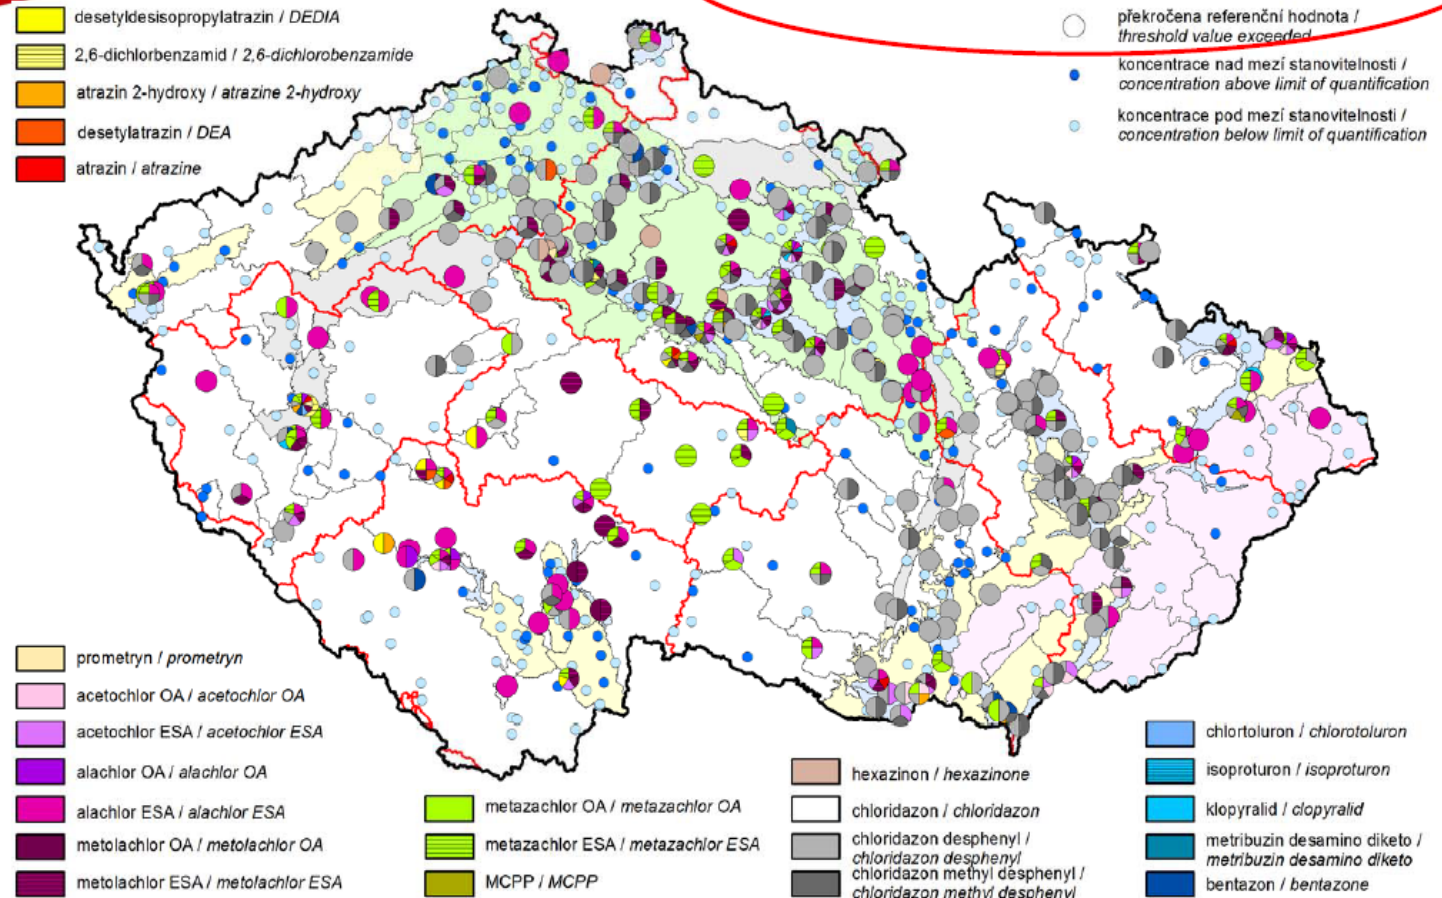 desetyldesisopropylatrazin / DEDIA
2,6-dichlorbenzamid / 2,6-dichlorobenzamide
atrazin 2-hydroxy / atrazine 2-hydroxy
desetylatrazin / DEA
atrazin / atrazine
překročena referenční hodnota /
threshold value exceeded
koncentrace nad mezí stanovitelnosti /
concentration above limit of quantification
koncentrace pod mezí stanovitelnosti /
concentration below limit of quantification
prometryn / prometryn
acetochlor OA / acetochlor OA
acetochlor ESA / acetochlor ESA
alachlor OA / alachlor OA
alachlor ESA / alachlor ESA
metolachlor OA / metolachlor OA
metolachlor ESA / metolachlor ESA
metazachlor OA / metazachlor OA
metazachlor ESA / metazachlor ESA
MCPP / MCPP
hexazinon / hexazinone
chloridazon / chloridazon
chloridazon desphenyl /
chloridazon desphenyl
chloridazon methyl desphenyl /
chloridazon methyl desphenyl
chlortoluron / chlorotoluron
isoproturon / isoproturon
klopyralid / clopyralid
metribuzin desamino diketo /
metribuzin desamino diketo
bentazon / bentazone